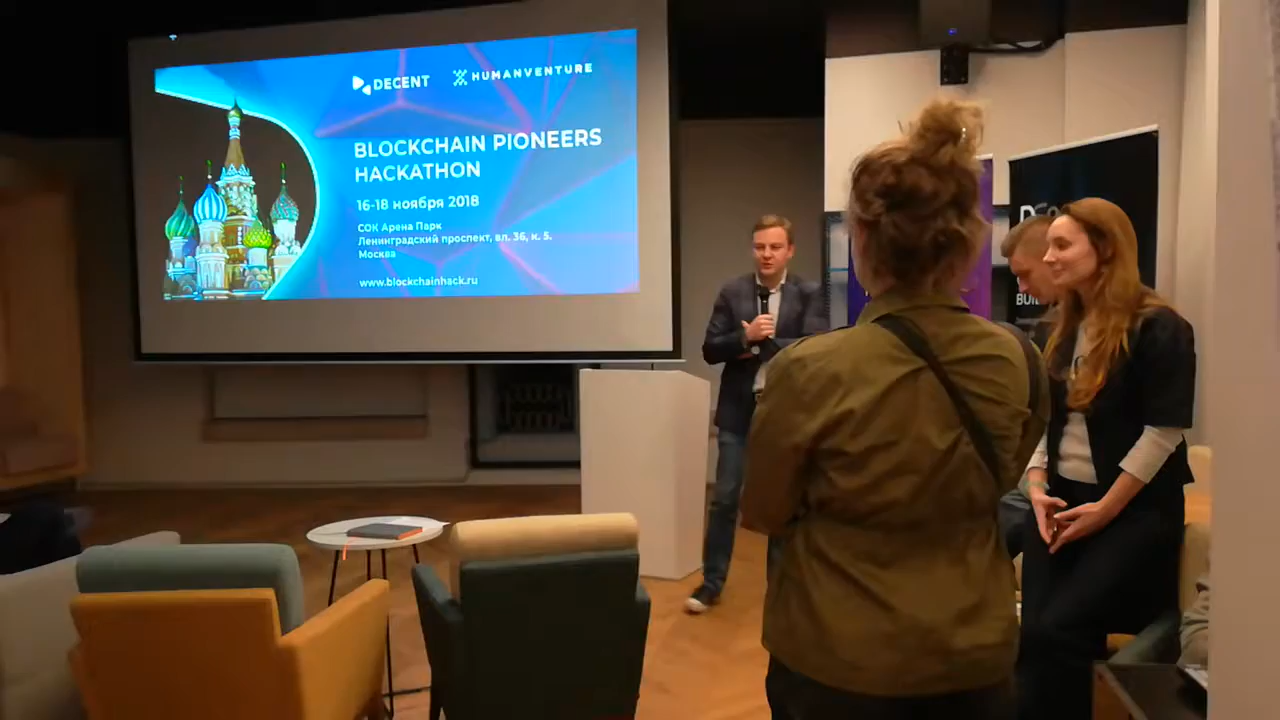 DECENT HUMANVENTURE
BLOCKCHAIN PIONEERS
HACKATHON
16-18 ноября 2018
СОК Арена Парк
Ленинградский проспект, вл. 36, к. 5.
Москва
www.blockchainhack.ru